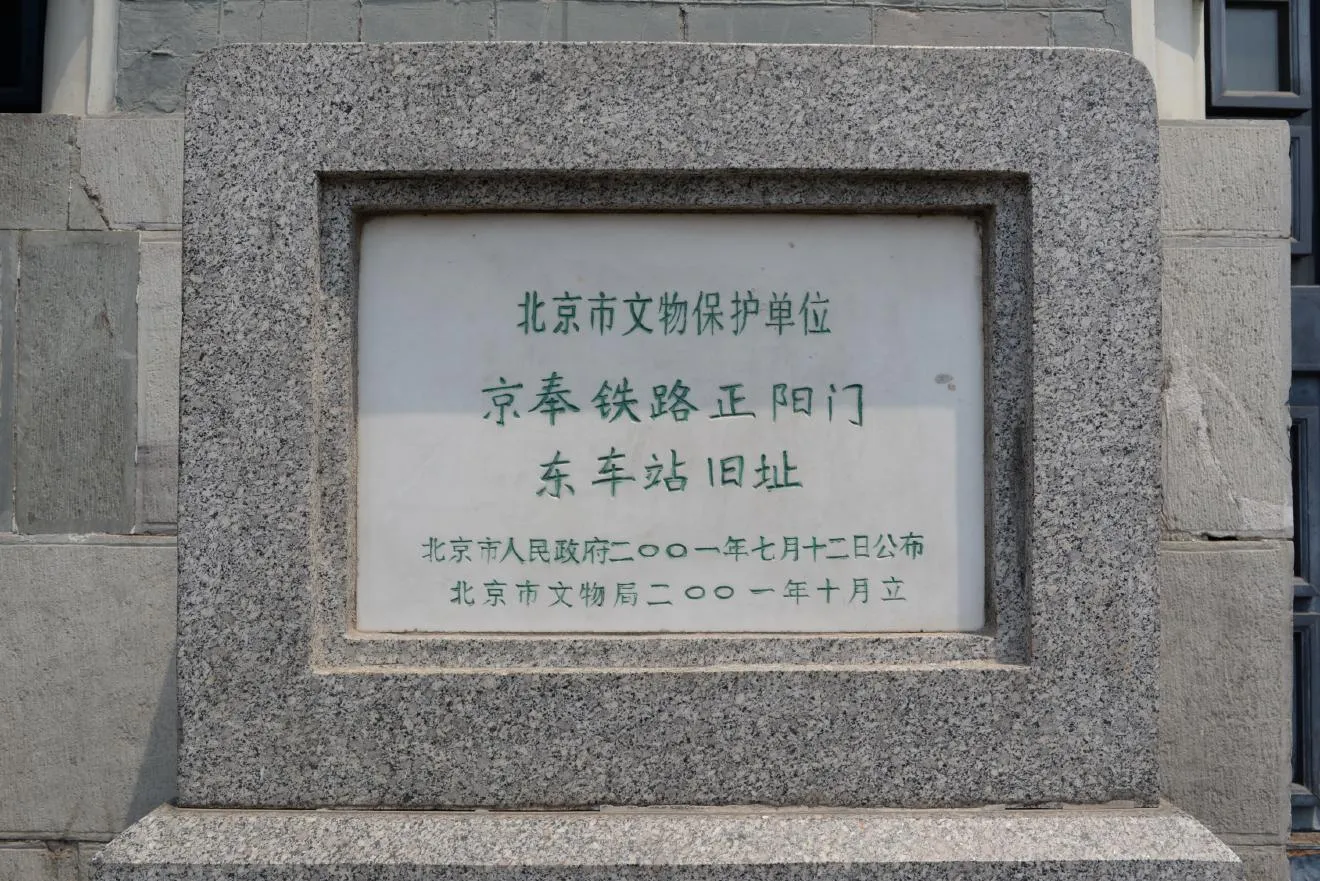 北京市文物保护单位
京奉铁路正阳门
东车站旧址
北京市人民政府二〇〇一年七月十二日公布
北京市文物局二〇〇一年十月立